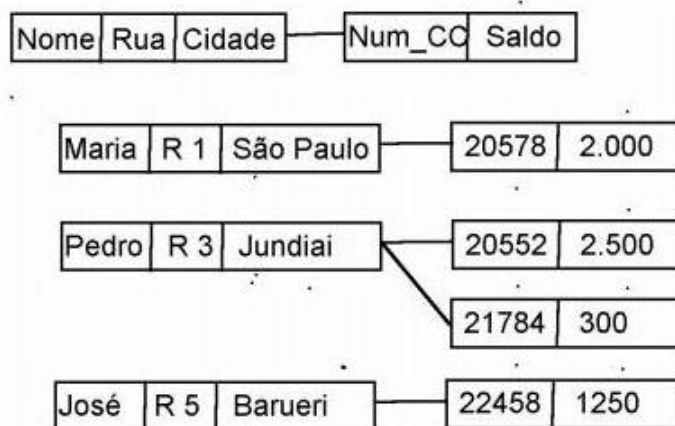 Nome Rua Cidade Num_CC Saldo
Maria R 1 São Paulo 20578 2.000
Pedro R 3 Jundiai 20552 2.500
21784 300
José R 5 Barueri 22458 1250